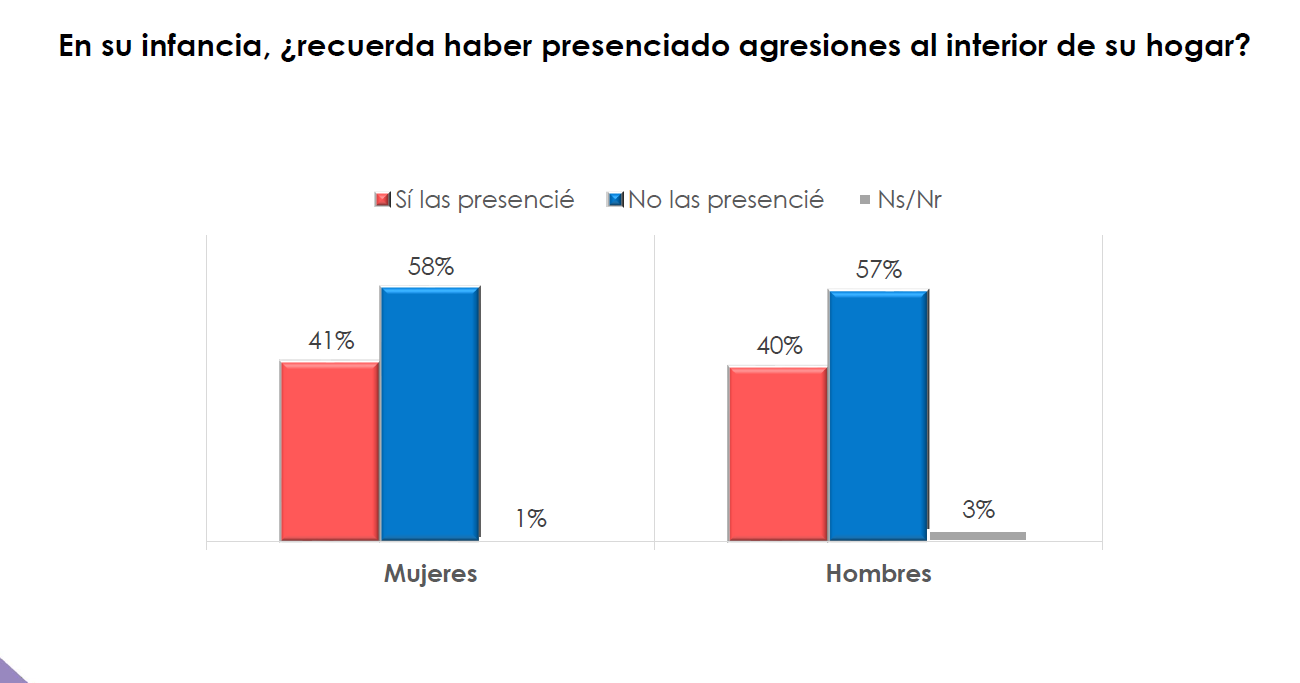 En su infancia, ¿recuerda haber presenciado agresiones al interior de su hogar?
Sí las presencié No las presencié Ns/Nr
58% 57%
41% 40%
1% 3%
Mujeres Hombres